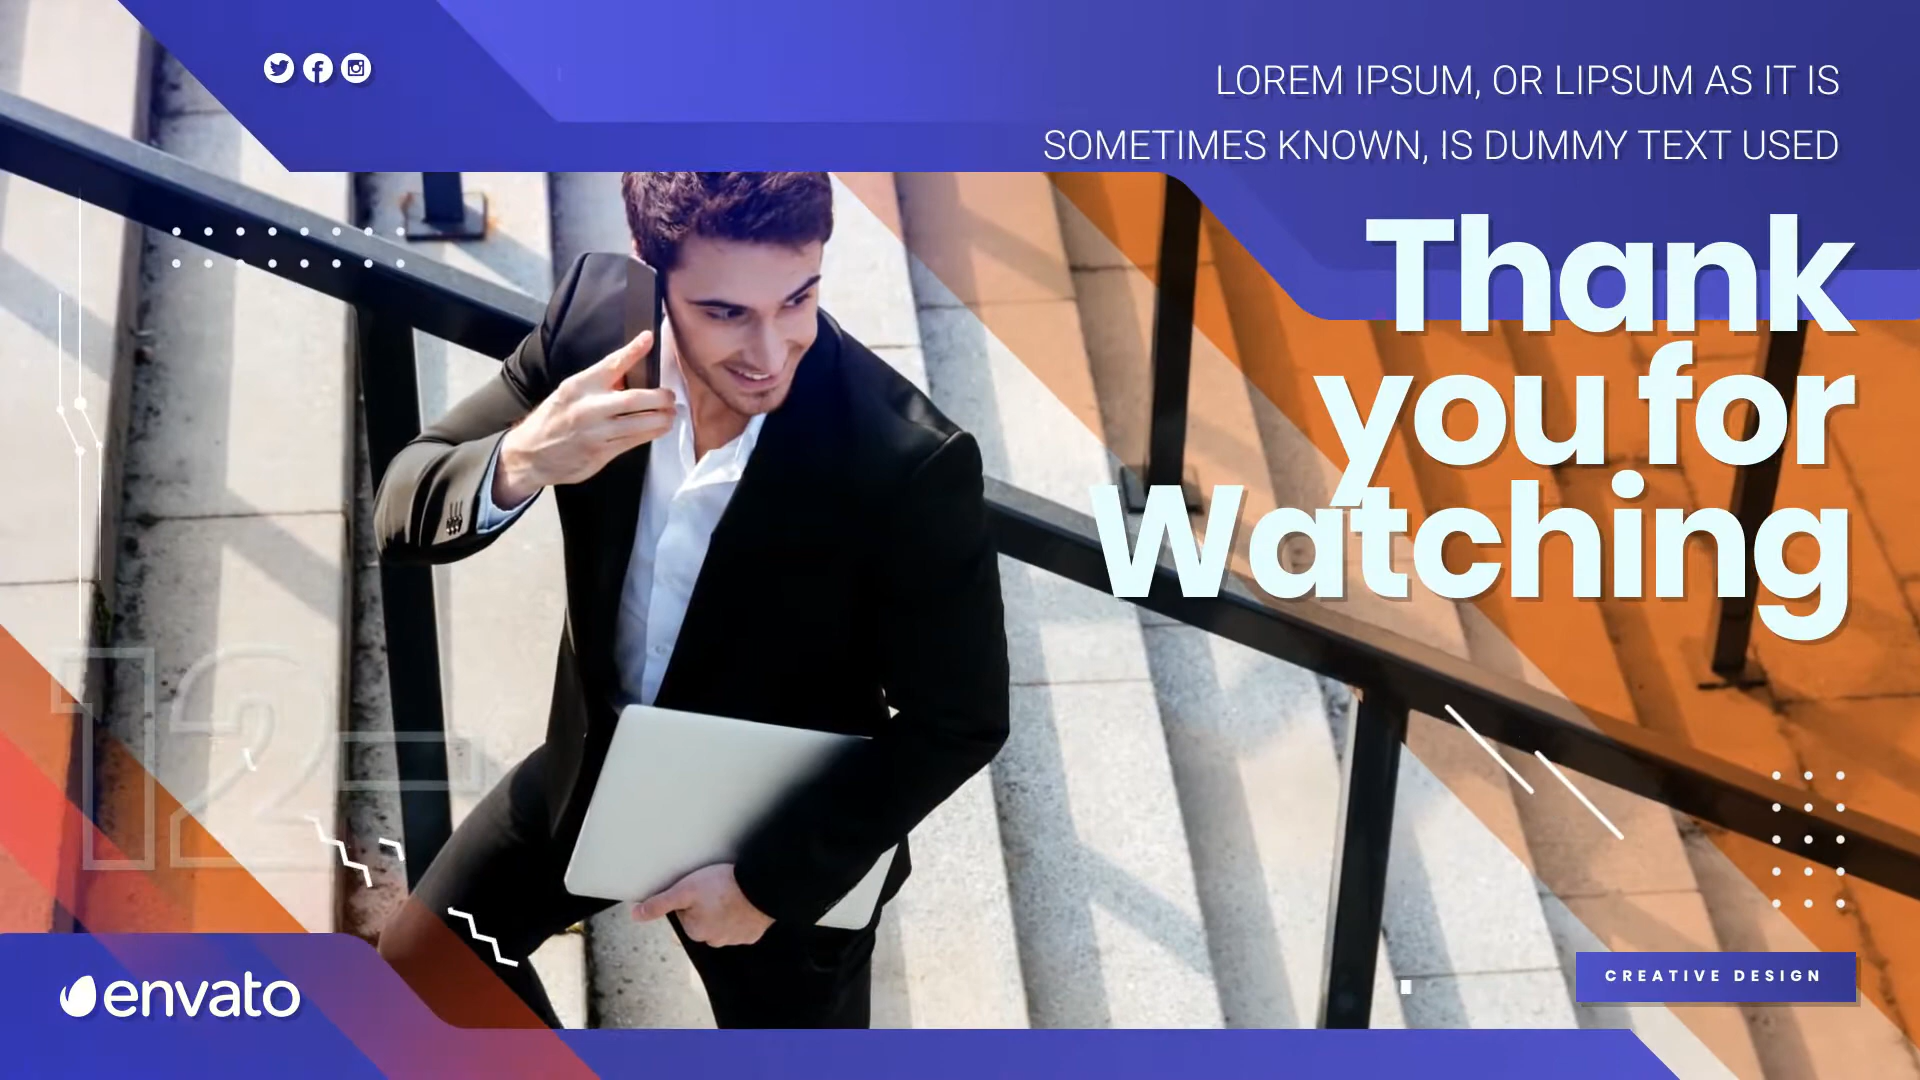 LOREM IPSUM, OR LIPSUM AS IT IS
SOMETIMES KNOWN, IS DUMMY TEXT USED
Thank
you for
Watching
12-
CREATIVE DESIGN
envato